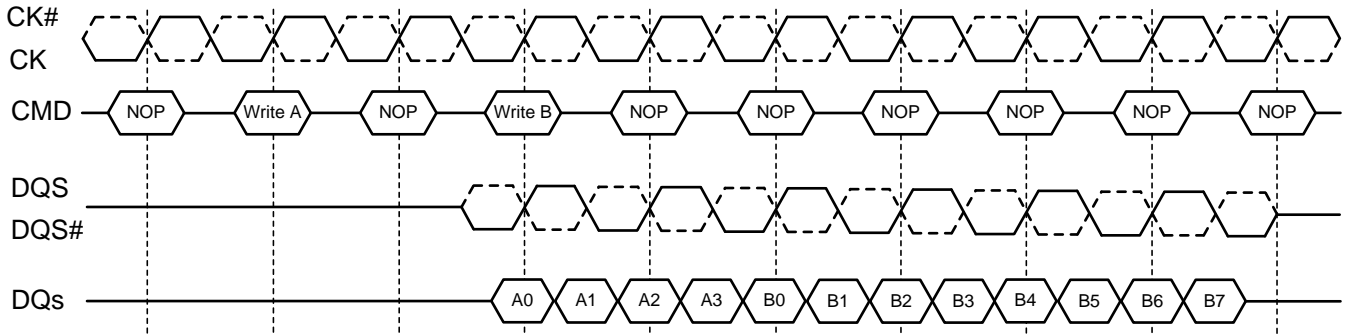 CK#
CK
CMD NOP Write A NOP Write B NOP NOP NOP NOP NOP NOP
DQS
DQS#
DQs A0 A1 A2 A3 B0 B1 B2 B3 B4 B5 B6 B7